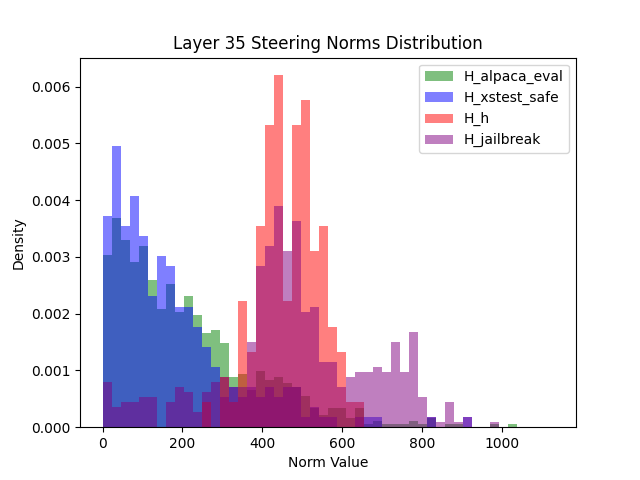 Layer 35 Steering Norms Distribution
H_alpaca_eval
H_xstest_safe
H_h
H_jailbreak
Density
0.006
0.005
0.004
0.003
0.002
0.001
0.000
0 200 400 600 800 1000
Norm Value